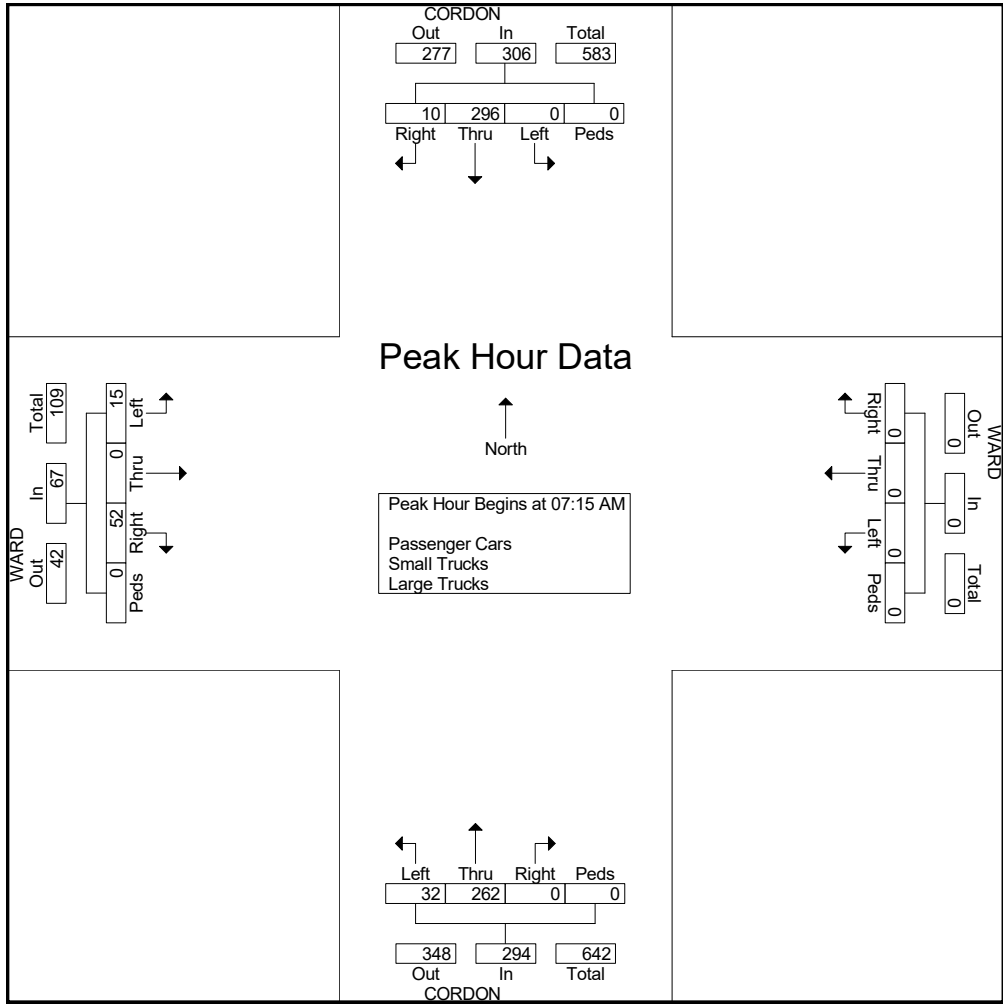 CORDON
Out In Total
277 306 583
10 296 0 0
Right Thru Left Peds
Peak Hour Data
North
Peak Hour Begins at 07:15 AM
Passenger Cars
Small Trucks
Large Trucks
WARD
Out In Total
42 67 109
15 0 52 0
Left Thru Right Peds
WARD
Out In Total
0 0 0
0 0 0 0
Right Thru Left Peds
Left Thru Right Peds
32 262 0 0
348 294 642
Out In Total
CORDON